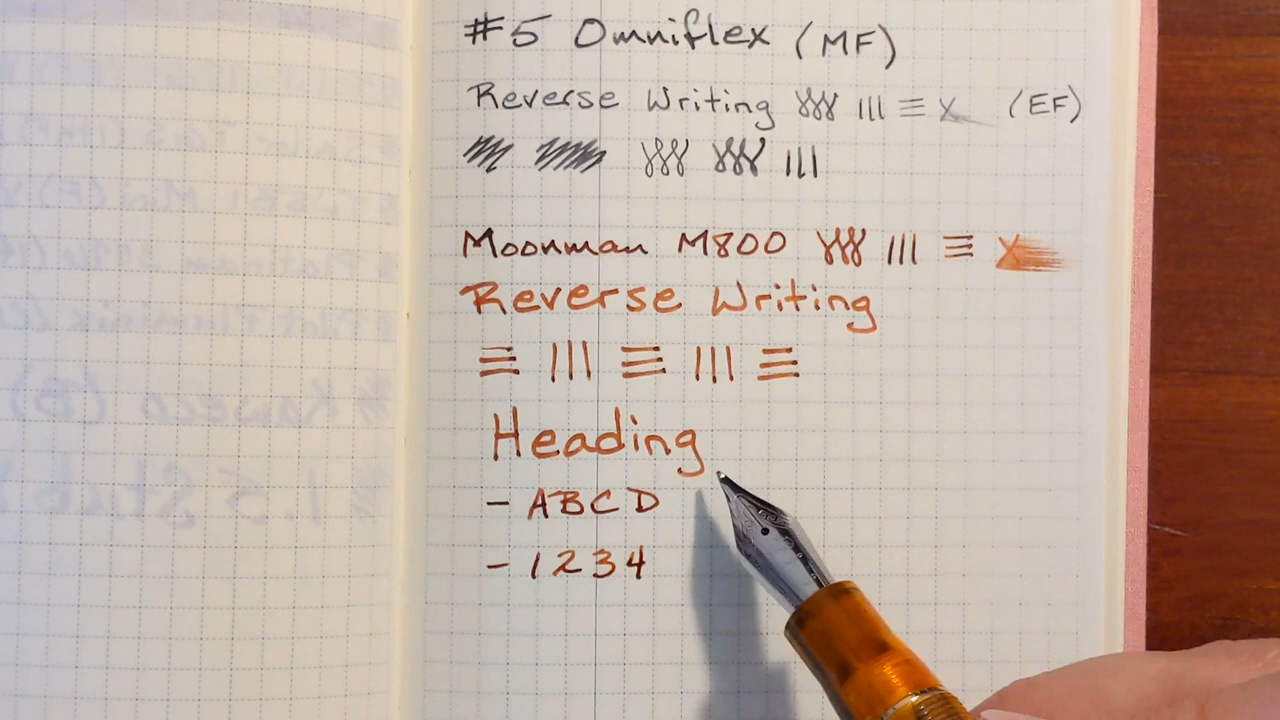 #5 Omniflex (MF)
Reverse Writing ||| ≡ x (EF)
|||
Moonman M800 ||| ≡ X
Reverse Writing
≡ ||| ≡ ||| ≡
Heading
- ABCD
- 1234